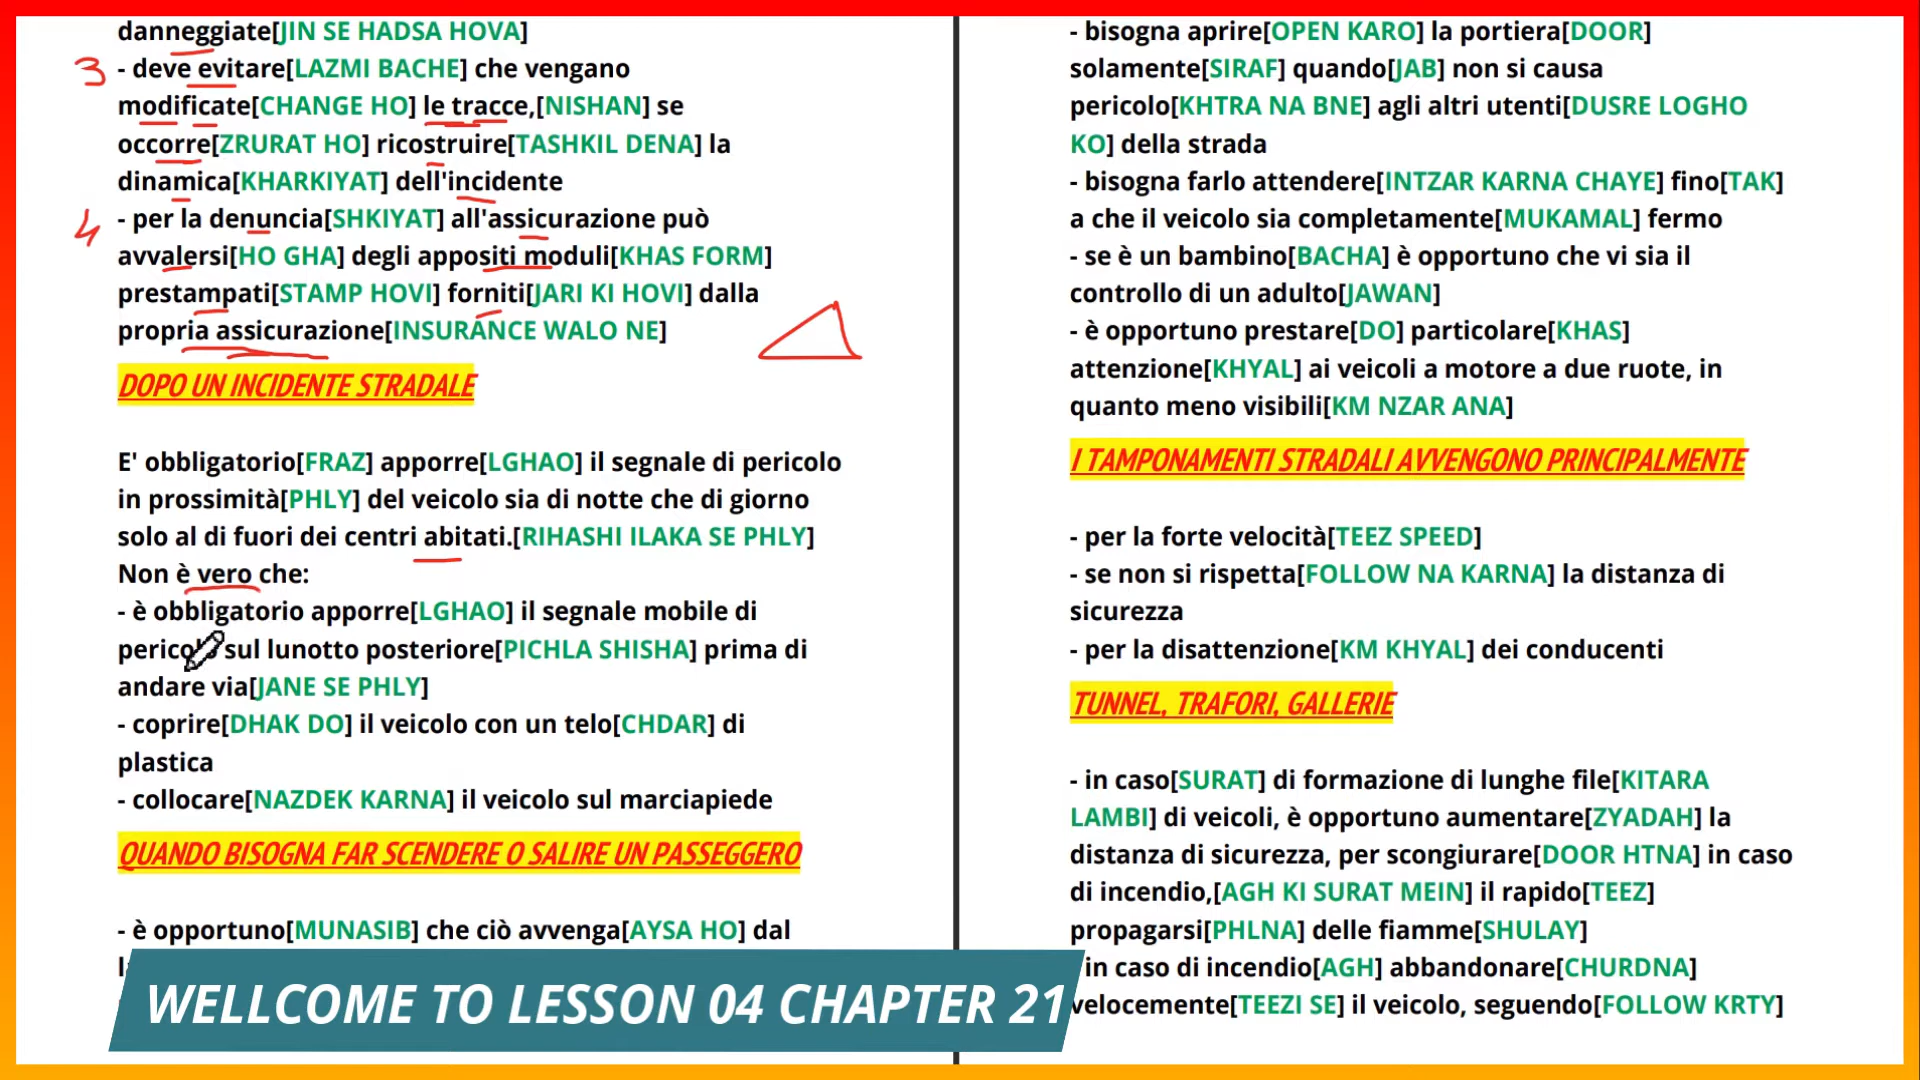 danneggiate[JIN SE HADSA HOVA]
3
- deve evitare[LAZMI BACHE] che vengano
modificate[CHANGE HO] le tracce,[NISHAN] se
occorre[ZRURAT HO] ricostruire[TASHKIL DENA] la
dinamica[KHARKIYAT] dell'incidente
4
- per la denuncia[SHKIYAT] all'assicurazione può
avvalersi[HO GHA] degli appositi moduli[KHAS FORM]
prestampati[STAMP HOVI] forniti[JARI KI HOVI] dalla
propria assicurazione[INSURANCE WALO NE]
DOPO UN INCIDENTE STRADALE
E' obbligatorio[FRAZ] apporre[LGHAO] il segnale di pericolo
in prossimità[PHLY] del veicolo sia di notte che di giorno
solo al di fuori dei centri abitati.[RIHASHI ILAKA SE PHLY]
Non è vero che:
- è obbligatorio apporre[LGHAO] il segnale mobile di
pericolo sul lunotto posteriore[PICHLA SHISHA] prima di
andare via[JANE SE PHLY]
- coprire[DHAK DO] il veicolo con un telo[CHDAR] di
plastica
- collocare[NAZDEK KARNA] il veicolo sul marciapiede
QUANDO BISOGNA FAR SCENDERE O SALIRE UN PASSEGGERO
- è opportuno[MUNASIB] che ciò avvenga[AYSA HO] dal
WELLCOME TO LESSON 04 CHAPTER 21
- bisogna aprire[OPEN KARO] la portiera[DOOR]
solamente[SIRAF] quando[JAB] non si causa
pericolo[KHTRA NA BNE] agli altri utenti[DUSRE LOGHO
KO] della strada
- bisogna farlo attendere[INTZAR KARNA CHAYE] fino[TAK]
a che il veicolo sia completamente[MUKAMAL] fermo
- se è un bambino[BACHA] è opportuno che vi sia il
controllo di un adulto[JAWAN]
- è opportuno prestare[DO] particolare[KHAS]
attenzione[KHYAL] ai veicoli a motore a due ruote, in
quanto meno visibili[KM NZAR ANA]
I TAMPONAMENTI STRADALI AVVENGONO PRINCIPALMENTE
- per la forte velocità[TEEZ SPEED]
- se non si rispetta[FOLLOW NA KARNA] la distanza di
sicurezza
- per la disattenzione[KM KHYAL] dei conducenti
TUNNEL, TRAFORI, GALLERIE
- in caso[SURAT] di formazione di lunghe file[KITARA
LAMBI] di veicoli, è opportuno aumentare[ZYADAH] la
distanza di sicurezza, per scongiurare[DOOR HTNA] in caso
di incendio,[AGH KI SURAT MEIN] il rapido[TEEZ]
propagarsi[PHLNA] delle fiamme[SHULAY]
in caso di incendio[AGH] abbandonare[CHURDNA]
velocemente[TEEZI SE] il veicolo, seguendo[FOLLOW KRTY]